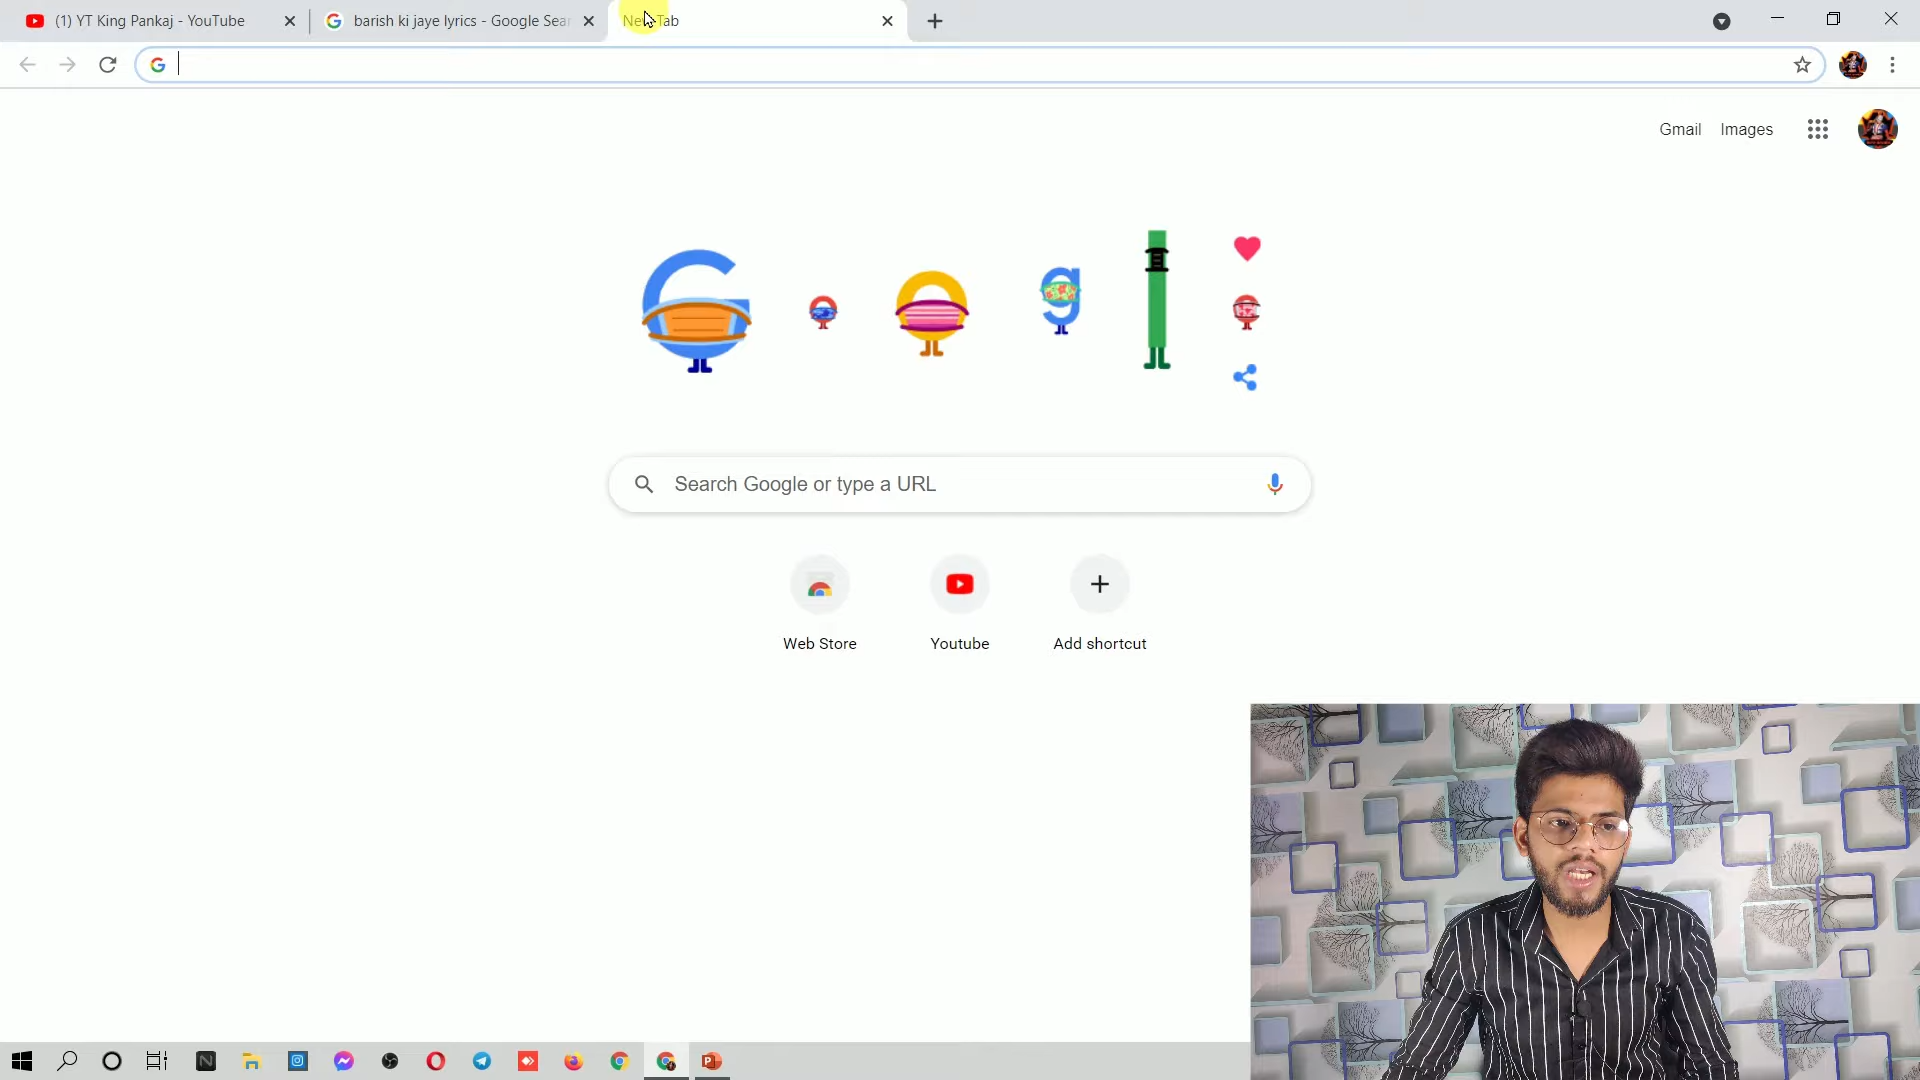 (1) YT King Pankaj - YouTube
barish ki jaye lyrics - Google Sear
New Tab
Gmail
Images
Search Google or type a URL
Web Store
Youtube
Add shortcut